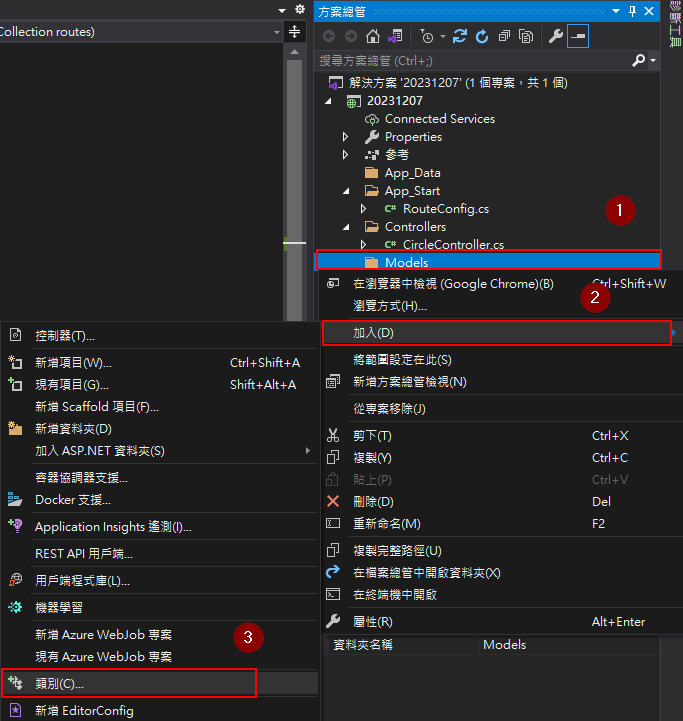 Collection routes)
方案總管
診斷工具
搜尋方案總管 (Ctrl+;)
解決方案 '20231207' (1 個專案，共 1 個)
20231207
Connected Services
Properties
參考
App_Data
App_Start
C# RouteConfig.cs
1
Controllers
C# CircleController.cs
Models
在瀏覽器中檢視 (Google Chrome)(B) Ctrl+Shift+W
2
瀏覽方式(H)...
加入(D)
將範圍設定在此(S)
新增方案總管檢視(N)
從專案移除(J)
剪下(T) Ctrl+X
複製(Y) Ctrl+C
貼上(P) Ctrl+V
刪除(D) Del
重新命名(M) F2
複製完整路徑(U)
在檔案總管中開啟資料夾(X)
在終端機中開啟
屬性(R) Alt+Enter
資料夾名稱 Models
控制器(T)...
新增項目(W)... Ctrl+Shift+A
現有項目(G)... Shift+Alt+A
新增 Scaffold 項目(F)...
新增資料夾(D)
加入 ASP.NET 資料夾(S)
容器協調器支援...
Docker 支援...
Application Insights 遙測(I)...
REST API 用戶端...
用戶端程式庫(L)...
機器學習
新增 Azure WebJob 專案
3
現有 Azure WebJob 專案
類別(C)...
新增 EditorConfig